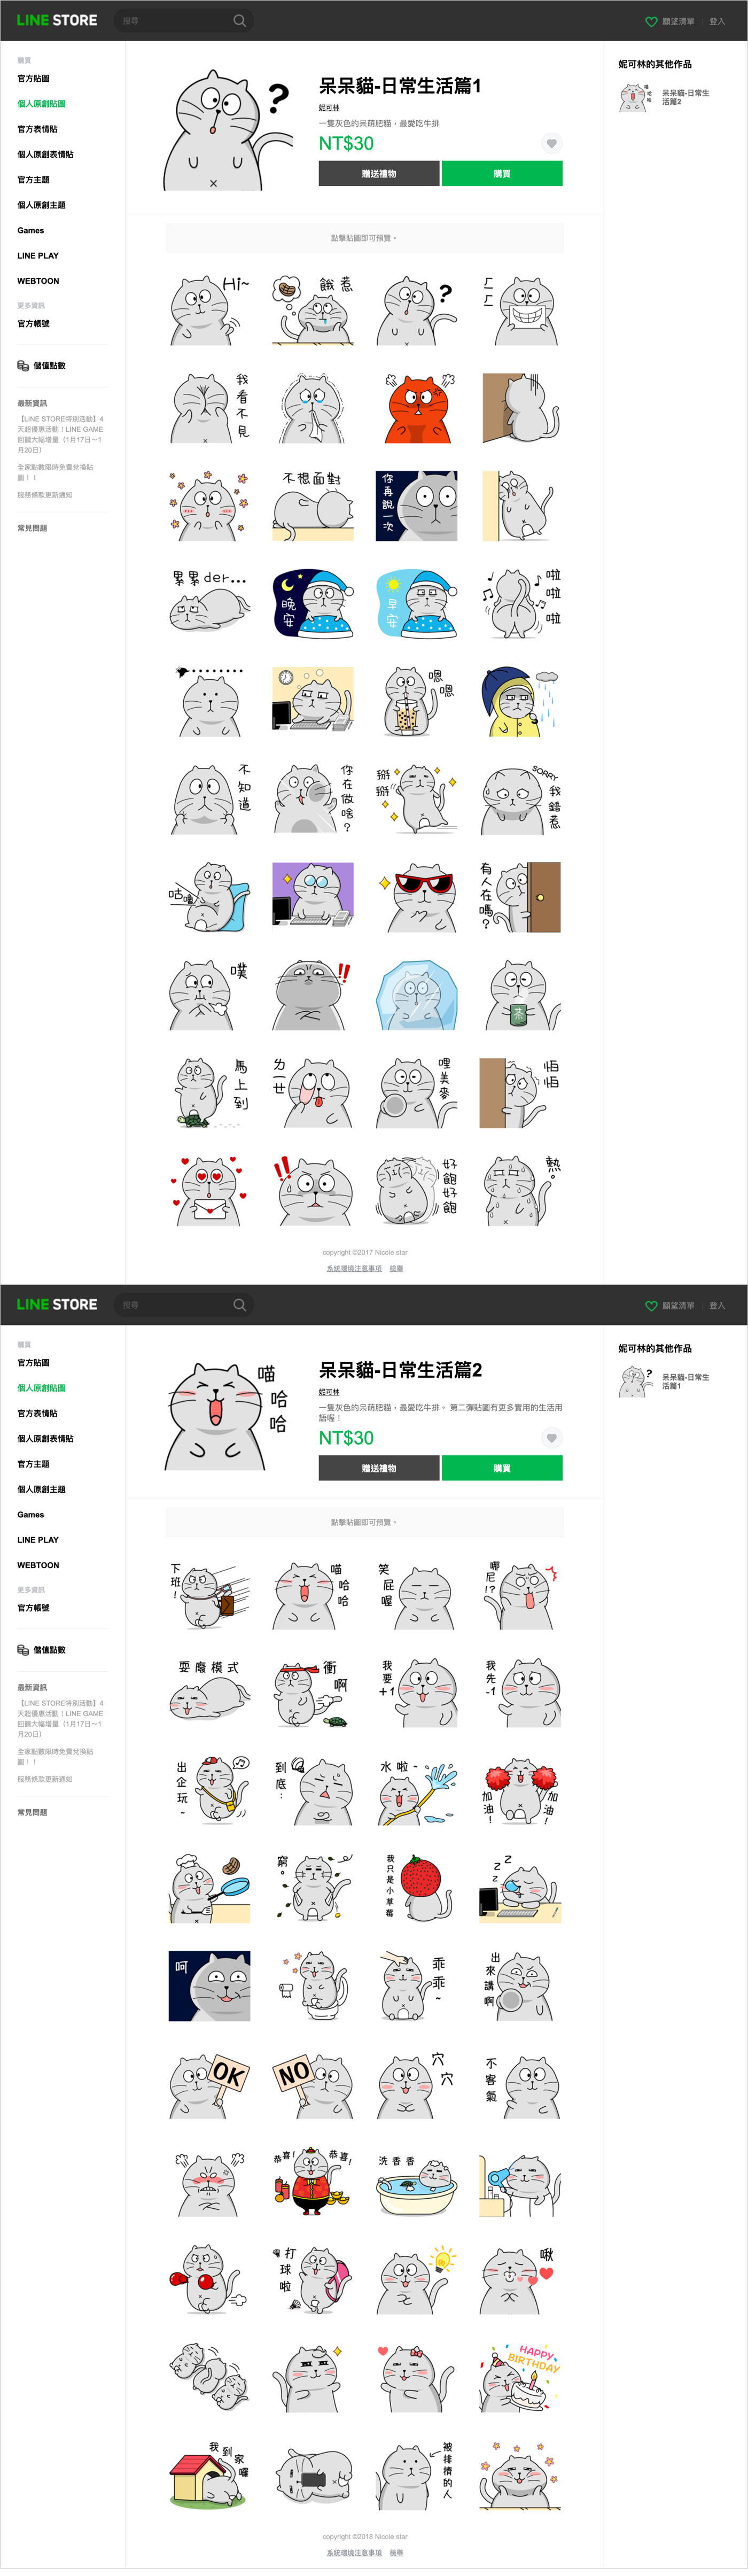 LINE STORE
搜尋
願望清單
登入
購買
官方貼圖
個人原創貼圖
官方表情貼
個人原創表情貼
官方主題
個人原創主題
Games
LINE PLAY
WEBTOON
更多資訊
官方帳號
儲值點數
最新資訊
【LINE STORE特別活動】4
天超優惠活動！LINE GAME
回饋大幅增量（1月17日～1
月20日）
全家點數限時免費兌換貼
圖！！
服務條款更新通知
常見問題
?
呆呆貓-日常生活篇1
妮可林
一隻灰色的呆萌肥貓，最愛吃牛排
NT$30
贈送禮物
購買
妮可林的其他作品
喵哈哈
呆呆貓-日常生
活篇2
點擊貼圖即可預覽。
Hi~
餓惹
?
ㄏㄏ
我看不見
不想面對
你再說一次
累累der...
晚安
早安
啦啦啦
嗯嗯
不知道
你在做啥?
掰掰
SORRY
我錯惹
咕嚕
有人在嗎?
噗
!!
茶
馬上到
ㄉㄧㄝ
哩美麥
怕怕
!!
好飽好飽
熱。
copyright ©2017 Nicole star
系統環境注意事項
檢舉
LINE STORE
搜尋
願望清單
登入
購買
官方貼圖
個人原創貼圖
官方表情貼
個人原創表情貼
官方主題
個人原創主題
Games
LINE PLAY
WEBTOON
更多資訊
官方帳號
儲值點數
最新資訊
【LINE STORE特別活動】4
天超優惠活動！LINE GAME
回饋大幅增量（1月17日～1
月20日）
全家點數限時免費兌換貼
圖！！
服務條款更新通知
常見問題
喵哈哈
呆呆貓-日常生活篇2
妮可林
一隻灰色的呆萌肥貓，最愛吃牛排。 第二彈貼圖有更多實用的生活用
語喔！
NT$30
贈送禮物
購買
妮可林的其他作品
?
呆呆貓-日常生
活篇1
點擊貼圖即可預覽。
下班!
喵哈哈
笑屁喔
哪尼!?
耍廢模式
衝啊
我要+1
我先-1
出企玩~
到底:
水啦~
加油!
加油!
窮。
我只是小草莓
z z Z
呵
乖乖~
出來講啊
OK
NO
穴穴
不客氣
恭喜!
恭喜!
洗香香
打球啦
啾
HAPPY
BIRTHDAY
我到家囉
被排擠的人
copyright ©2018 Nicole star
系統環境注意事項
檢舉